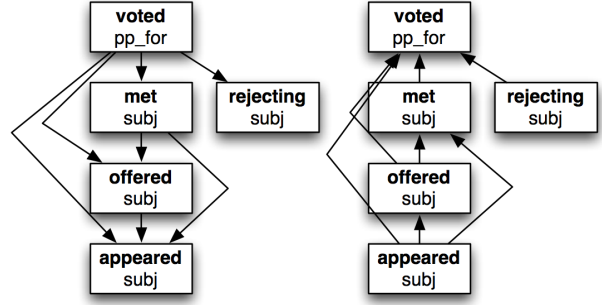 voted
pp_for
met
subj
rejecting
subj
offered
subj
appeared
subj
voted
pp_for
met
subj
rejecting
subj
offered
subj
appeared
subj